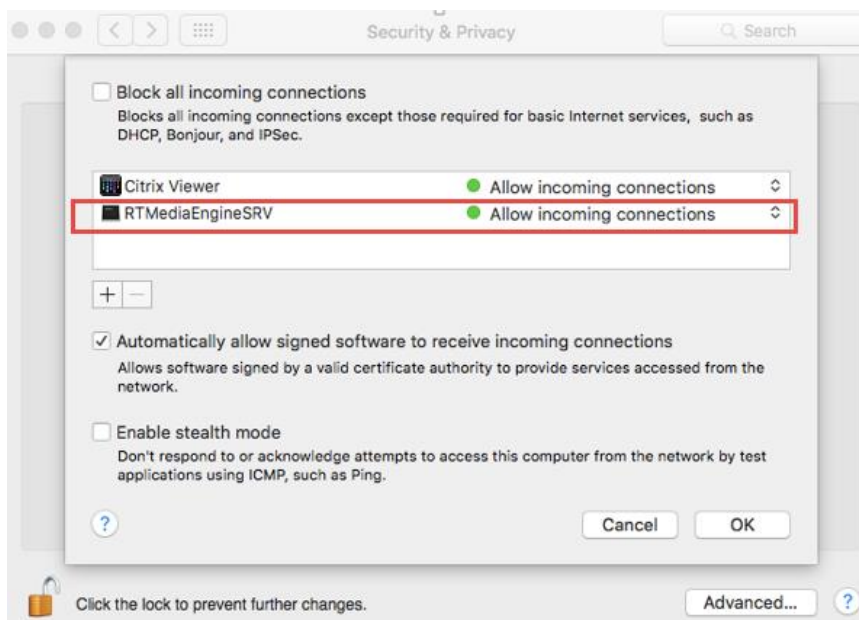 Security & Privacy
Search
Block all incoming connections
Blocks all incoming connections except those required for basic Internet services, such as
DHCP, Bonjour, and IPSec.
Citrix Viewer Allow incoming connections
RTMediaEngineSRV Allow incoming connections
+ −
Automatically allow signed software to receive incoming connections
Allows software signed by a valid certificate authority to provide services accessed from the
network.
Enable stealth mode
Don't respond to or acknowledge attempts to access this computer from the network by test
applications using ICMP, such as Ping.
? Cancel OK
Click the lock to prevent further changes. Advanced... ?